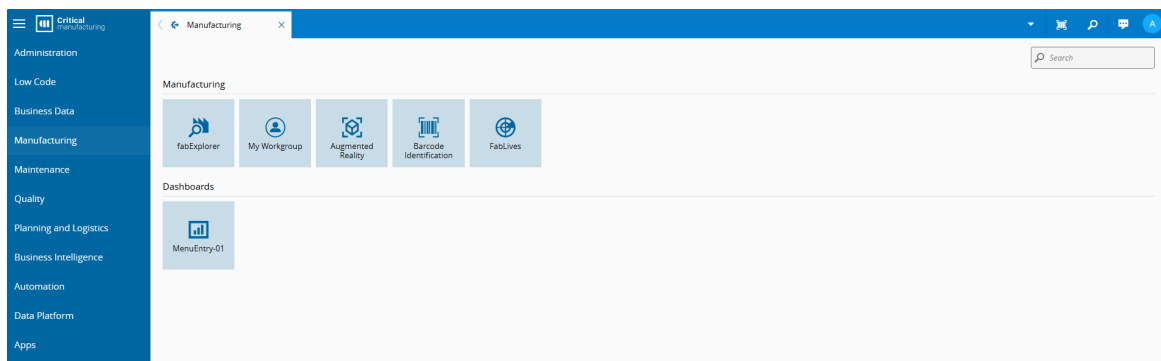 Critical
manufacturing
Manufacturing
A
Administration
Low Code
Business Data
Manufacturing
Maintenance
Quality
Planning and Logistics
Business Intelligence
Automation
Data Platform
Apps
Search
Manufacturing
fabExplorer
My Workgroup
Augmented
Reality
Barcode
Identification
FabLives
Dashboards
MenuEntry-01